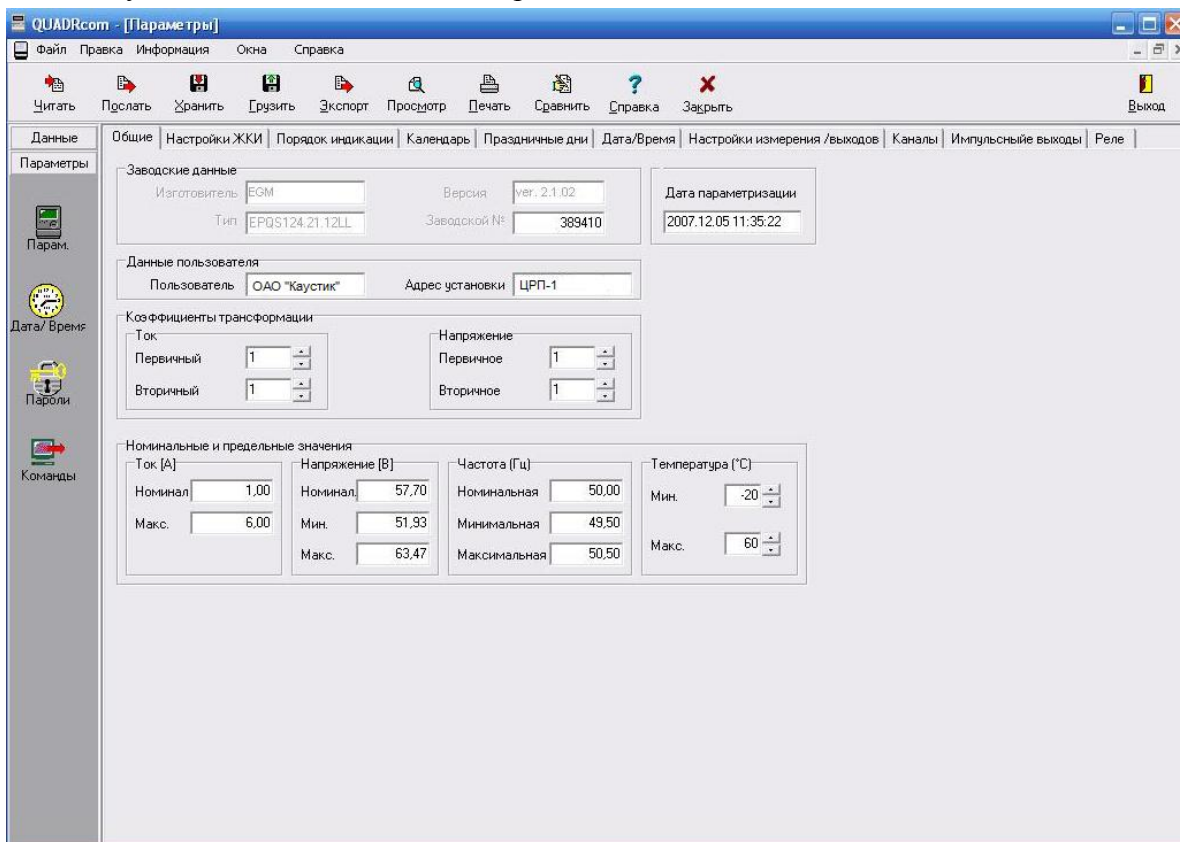 QUADRcom - [Параметры]
Файл Правка Информация Окна Справка
Читать Послать Хранить Грузить Экспорт Просмотр Печать Сравнить Справка Закрыть Выход
Данные
Параметры
Парам.
Дата/ Время
Пароли
Команды
Общие Настройки ЖКИ Порядок индикации Календарь Праздничные дни Дата/Время Настройки измерения /выходов Каналы Импульсныйе выходы Реле
Заводские данные
Изготовитель EGM Версия ver. 2.1.02
Тип EPQS124.21.12LL Заводской № 389410
Дата параметризации
2007.12.05 11:35:22
Данные пользователя
Пользователь ОАО "Каустик" Адрес установки ЦРП-1
Коэффициенты трансформации
Ток
Первичный 1
Вторичный 1
Напряжение
Первичное 1
Вторичное 1
Номинальные и предельные значения
Ток [А]
Номинал 1,00
Макс. 6,00
Напряжение [В]
Номинал. 57,70
Мин. 51,93
Макс. 63,47
Частота (Гц)
Номинальная 50,00
Минимальная 49,50
Максимальная 50,50
Температура (°C)
Мин. -20
Макс. 60